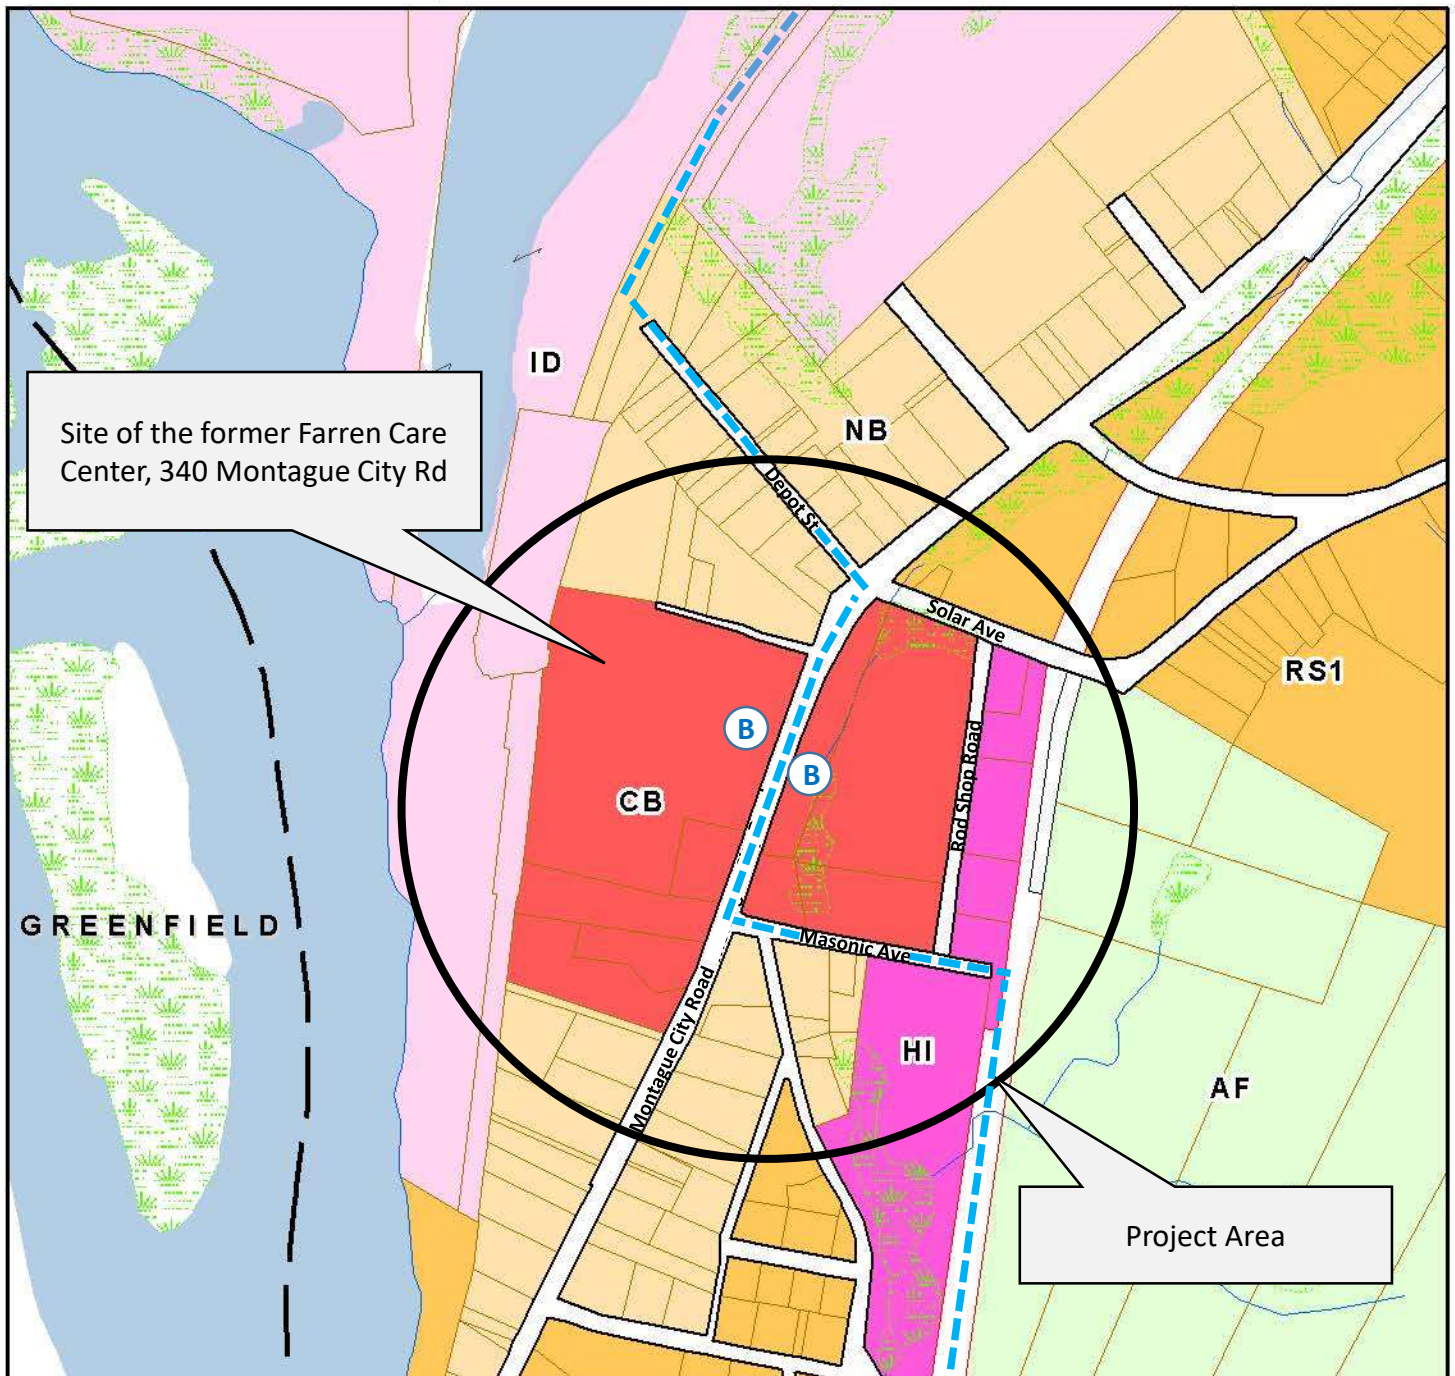 ID
NB
Site of the former Farren Care
Center, 340 Montague City Rd
Depot St
Solar Ave
RS1
B
B
Rod Shop Road
CB
GREENFIELD
Masonic Ave
Montague City Road
HI
AF
Project Area